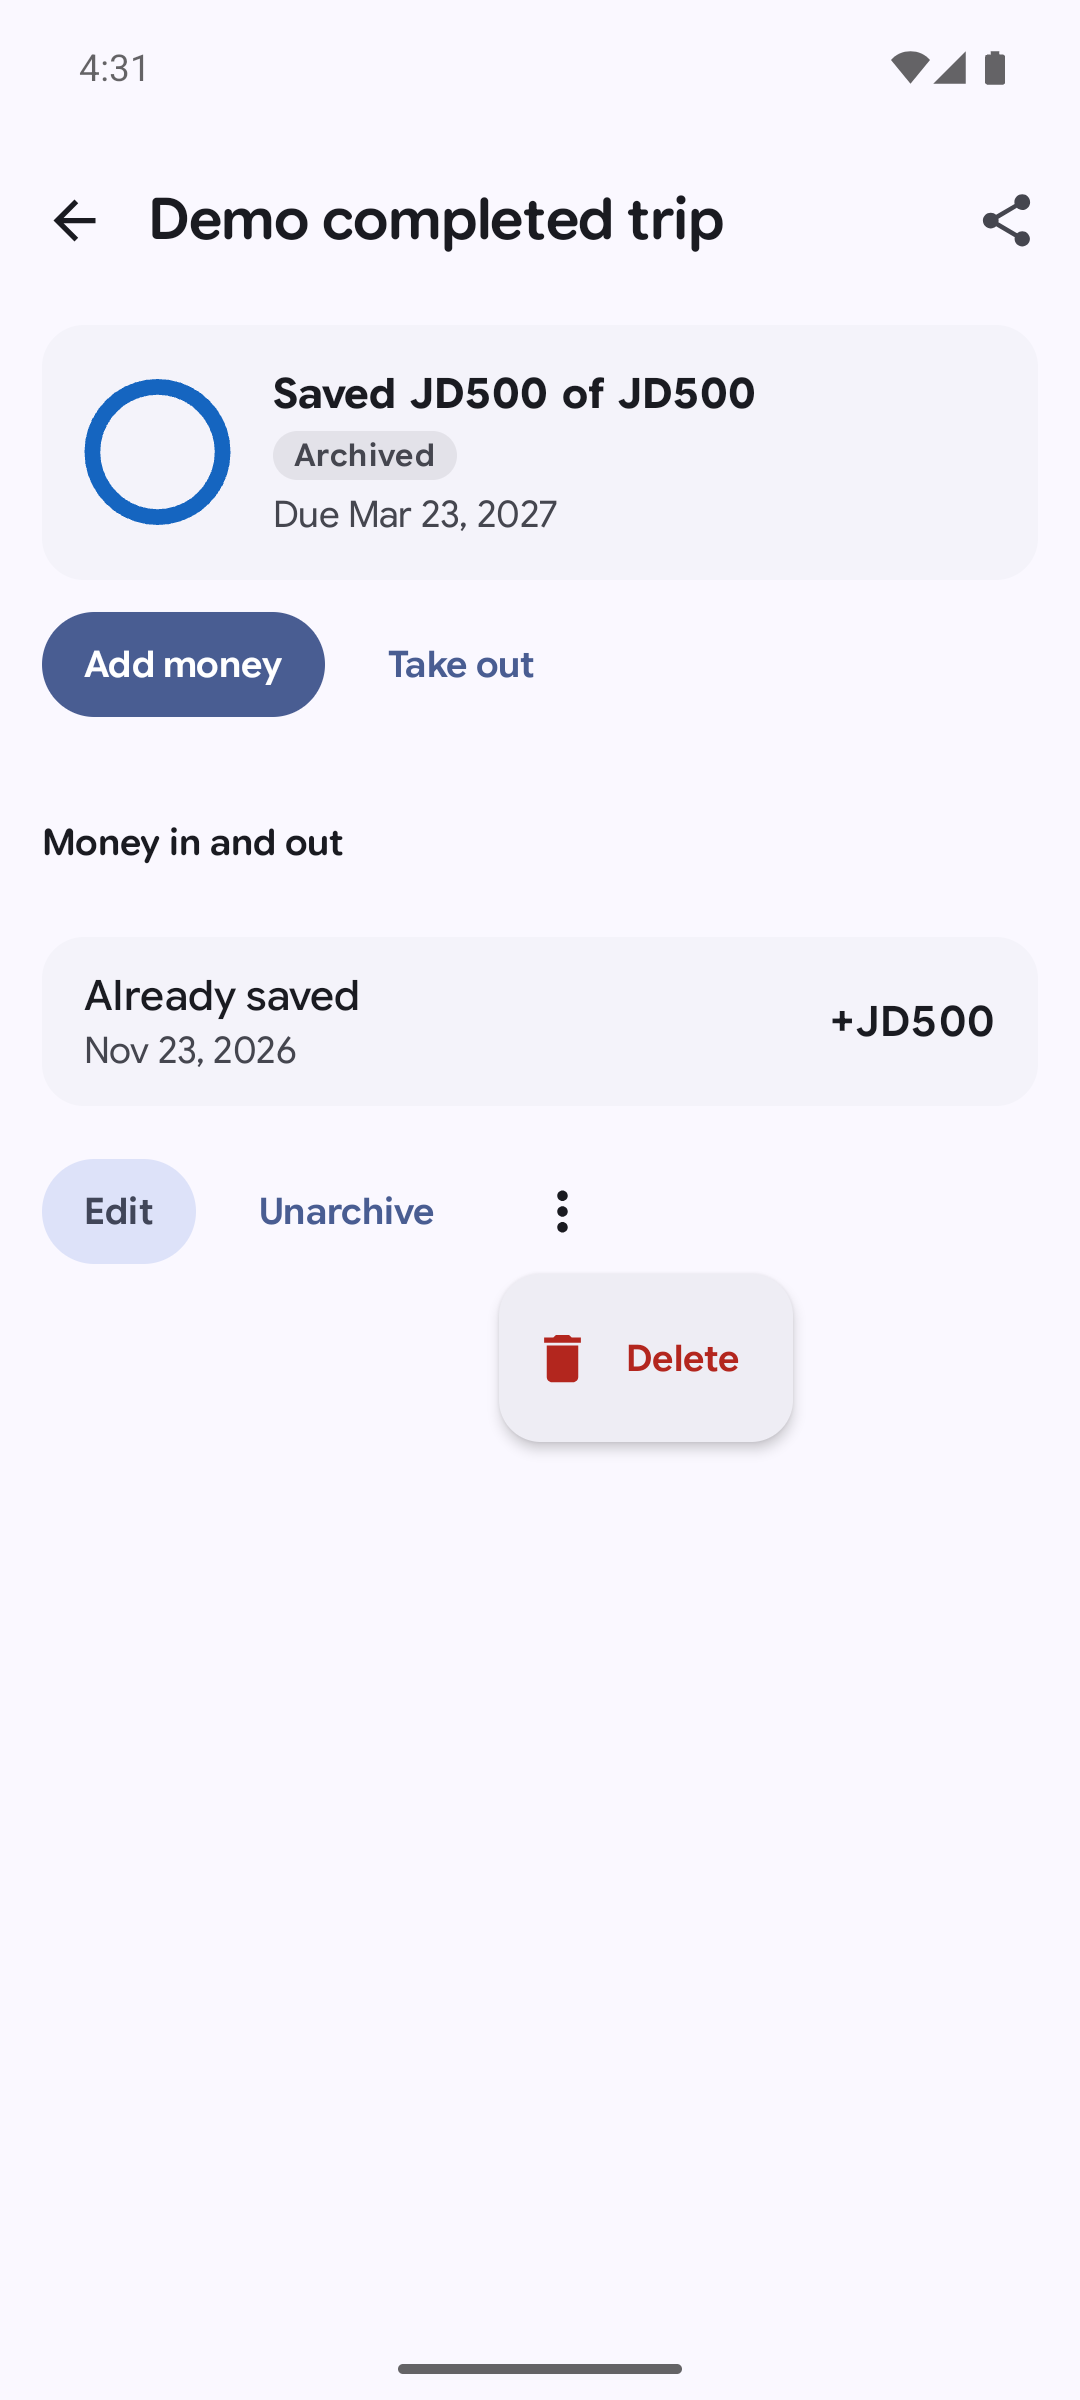 4:31
Demo completed trip
Saved JD500 of JD500
Archived
Due Mar 23, 2027
Add money
Take out
Money in and out
Already saved
Nov 23, 2026
+JD500
Edit
Unarchive
Delete